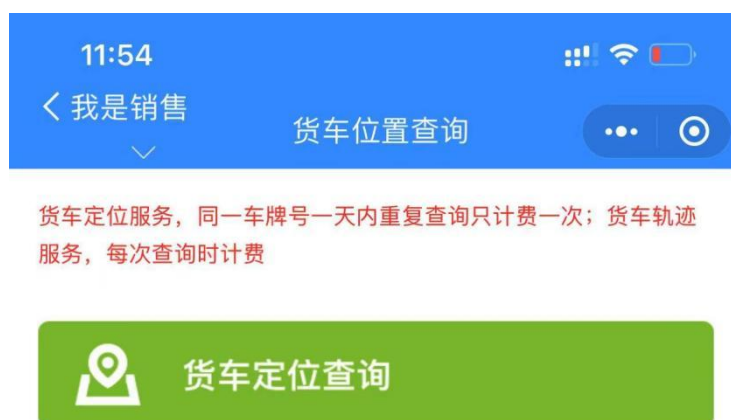 11:54
我是销售
货车位置查询
货车定位服务，同一车牌号一天内重复查询只计费一次；货车轨迹
服务，每次查询时计费
货车定位查询